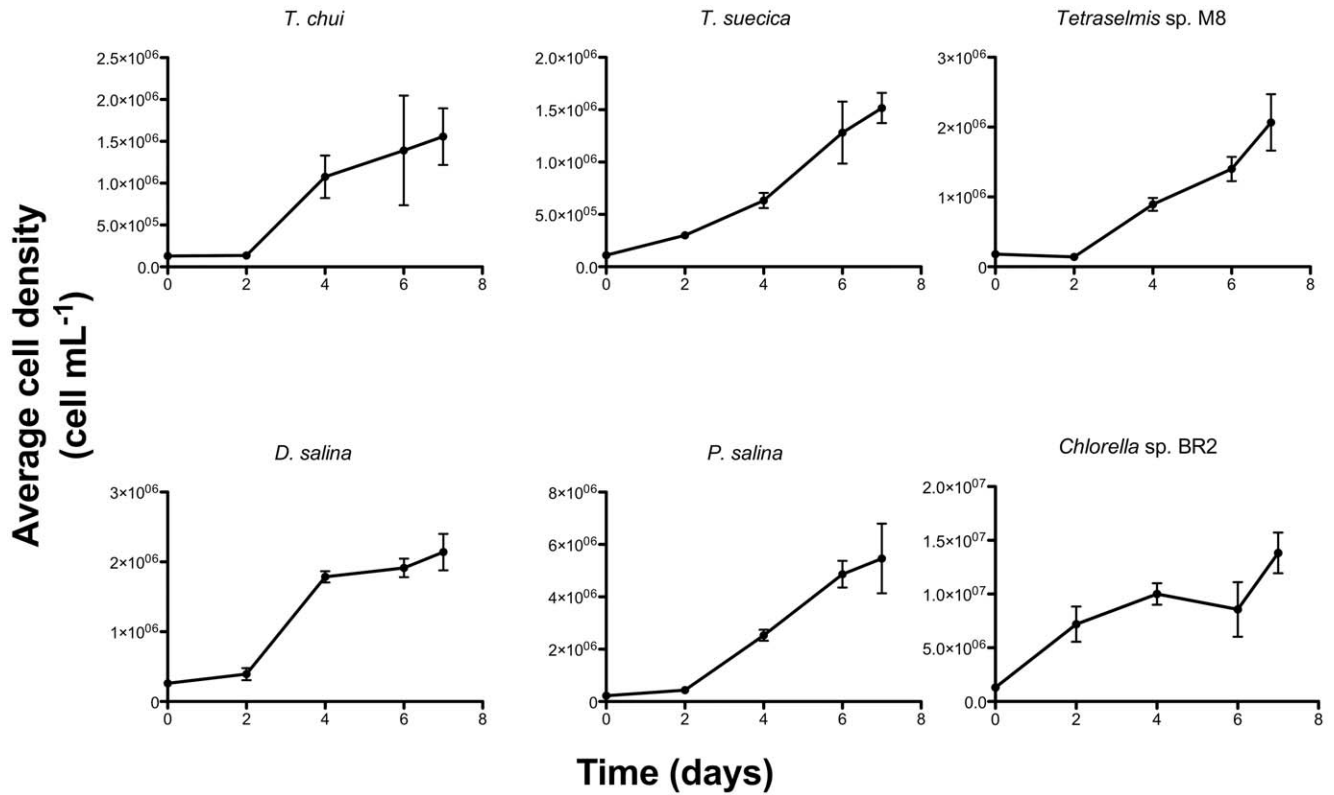 T. chui
2.5×10⁰⁶
2.0×10⁰⁶
1.5×10⁰⁶
1.0×10⁰⁶
5.0×10⁰⁵
0.0
0 2 4 6 8
T. suecica
2.0×10⁰⁶
1.5×10⁰⁶
1.0×10⁰⁶
5.0×10⁰⁵
0.0
0 2 4 6 8
Tetraselmis sp. M8
3×10⁰⁶
2×10⁰⁶
1×10⁰⁶
0
0 2 4 6 8
Average cell density
(cell mL⁻¹)
D. salina
3×10⁰⁶
2×10⁰⁶
1×10⁰⁶
0
0 2 4 6 8
P. salina
8×10⁰⁶
6×10⁰⁶
4×10⁰⁶
2×10⁰⁶
0
0 2 4 6 8
Chlorella sp. BR2
2.0×10⁰⁷
1.5×10⁰⁷
1.0×10⁰⁷
5.0×10⁰⁶
0.0
0 2 4 6 8
Time (days)